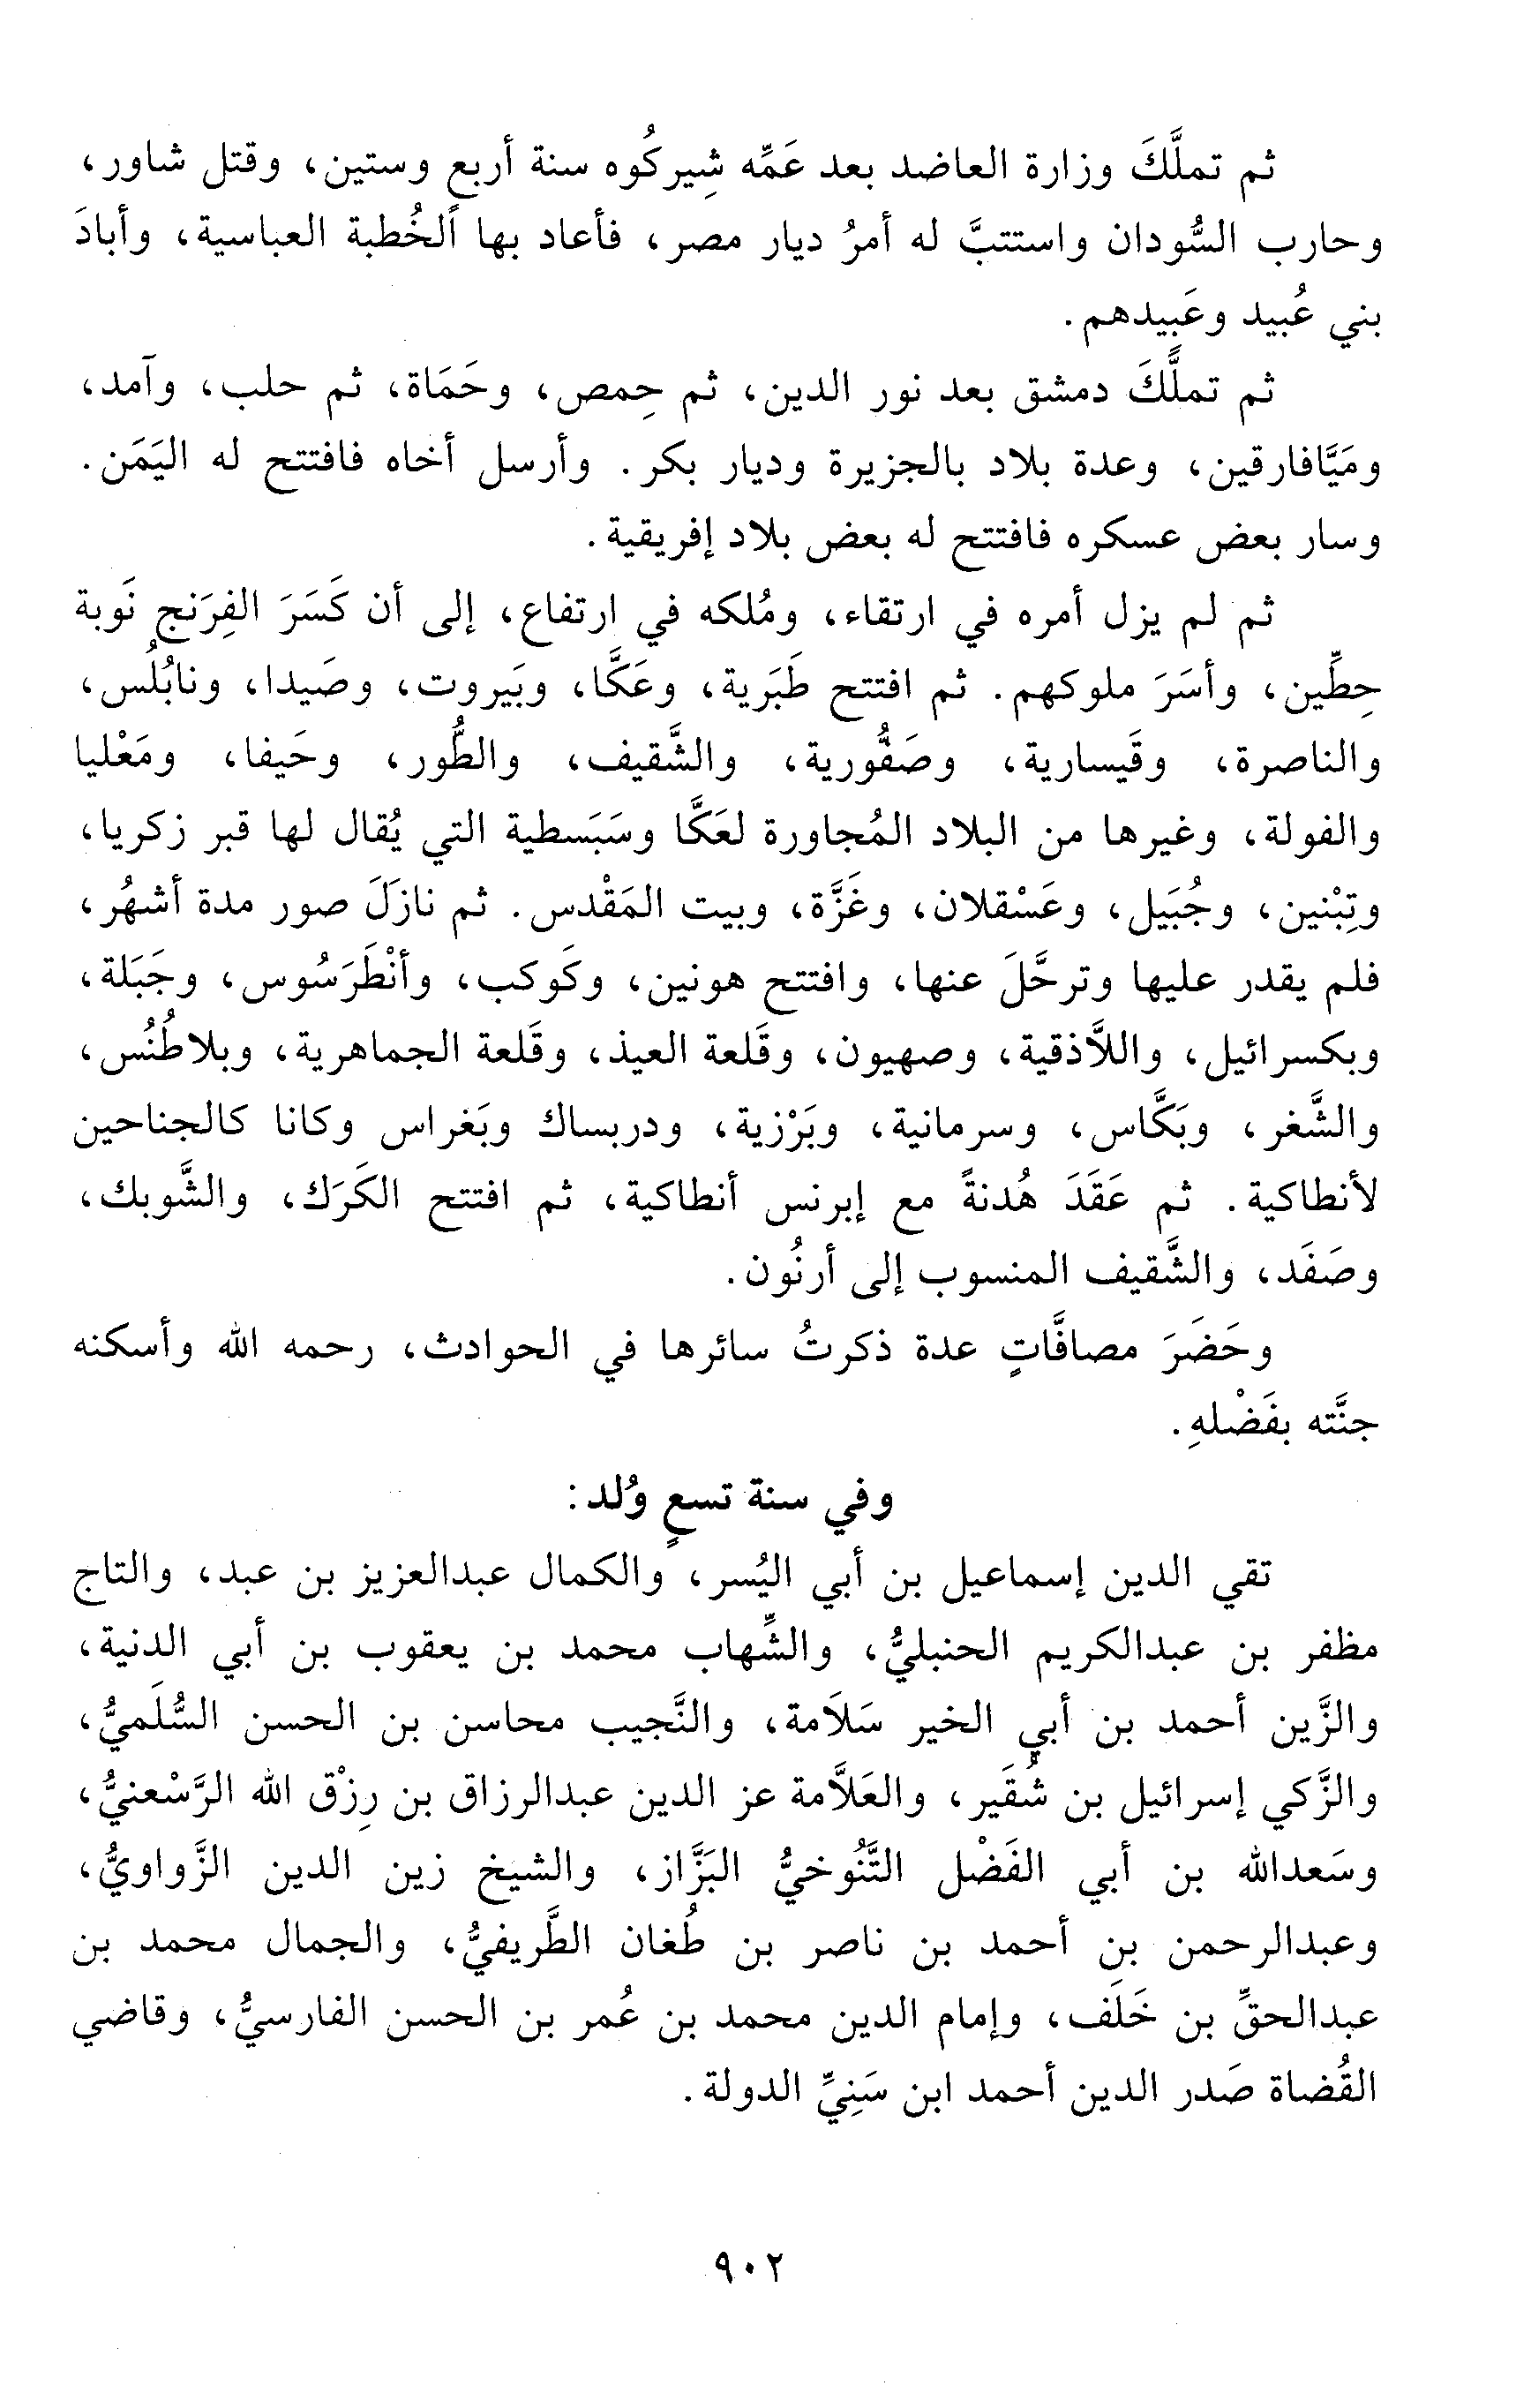 ثم تملَّكَ وزارة العاضد بعد عَمِّه شِيركُوه سنة أربع وستين، وقتل شاور،
وحارب السُّودان واستتبَّ له أمرُ ديار مصر، فأعاد بها الخُطبة العباسية، وأبادَ
بني عُبيد وعَبيدهم.
ثم تملَّكَ دمشق بعد نور الدين، ثم حِمص، وحَمَاة، ثم حلب، وآمد،
ومَيَّافارقين، وعدة بلاد بالجزيرة وديار بكر. وأرسل أخاه فافتتح له اليَمَن.
وسار بعض عسكره فافتتح له بعض بلاد إفريقية.
ثم لم يزل أمره في ارتقاء، ومُلكه في ارتفاع، إلى أن كَسَرَ الفِرَنج نَوبة
حِطِّين، وأسَرَ ملوكهم. ثم افتتح طَبَرية، وعَكَّا، وبَيروت، وصَيدا، ونابُلُس،
والناصرة، وقَيسارية، وصَفُّورية، والشَّقيف، والطُّور، وحَيفا، ومَعْليا
والفولة، وغيرها من البلاد المُجاورة لعَكَّا وسَبَسطية التي يُقال لها قبر زكريا،
وتِبْنين، وجُبَيل، وعَسْقلان، وغَزَّة، وبيت المَقْدس. ثم نازَلَ صور مدة أشهُر،
فلم يقدر عليها وترحَّلَ عنها، وافتتح هونين، وكَوكب، وأنْطَرَسُوس، وجَبَلة،
وبكسرائيل، واللاَّذقية، وصهيون، وقَلعة العيذ، وقَلعة الجماهرية، وبلاطُنُس،
والشَّغر، وبَكَّاس، وسرمانية، وبَرْزية، ودربساك وبَغراس وكانا كالجناحين
لأنطاكية. ثم عَقَدَ هُدنةً مع إبرنس أنطاكية، ثم افتتح الكَرَك، والشَّوبك،
وصَفَد، والشَّقيف المنسوب إلى أرنُون.
وحَضَرَ مصافَّاتٍ عدة ذكرتُ سائرها في الحوادث، رحمه الله وأسكنه
جنَّته بفَضْلهِ.
وفي سنة تسعٍ وُلد:
تقي الدين إسماعيل بن أبي اليُسر، والكمال عبدالعزيز بن عبد، والتاج
مظفر بن عبدالكريم الحنبليُّ، والشِّهاب محمد بن يعقوب بن أبي الدنية،
والزَّين أحمد بن أبي الخير سَلاَمة، والنَّجيب محاسن بن الحسن السُّلَميُّ،
والزَّكي إسرائيل بن شُقَير، والعَلاَّمة عز الدين عبدالرزاق بن رِزْق الله الرَّسْعنيُّ،
وسَعدالله بن أبي الفَضْل التَّنُوخيُّ البَزَّاز، والشيخ زين الدين الزَّواويُّ،
وعبدالرحمن بن أحمد بن ناصر بن طُغان الطَّريفيُّ، والجمال محمد بن
عبدالحقِّ بن خَلَف، وإمام الدين محمد بن عُمر بن الحسن الفارسيُّ، وقاضي
القُضاة صَدر الدين أحمد ابن سَنِيِّ الدولة.
٩٠٢